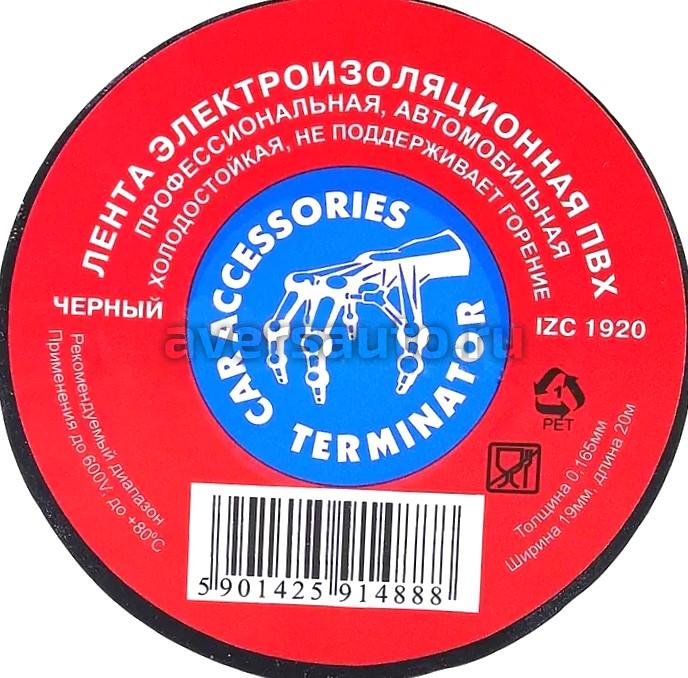 ЛЕНТА ЭЛЕКТРОИЗОЛЯЦИОННАЯ ПВХ
ПРОФЕССИОНАЛЬНАЯ, АВТОМОБИЛЬНАЯ
ХОЛОДОСТОЙКАЯ, НЕ ПОДДЕРЖИВАЕТ ГОРЕНИЕ
ЧЕРНЫЙ
IZC 1920
CAR ACCESSORIES
TERMINATOR
aversauto.ru
Рекомендуемый диапазон
Применения до 600V, до +80°C
1
PET
Толщина 0,165мм
Ширина 19мм, длина 20м
5 901425 914888